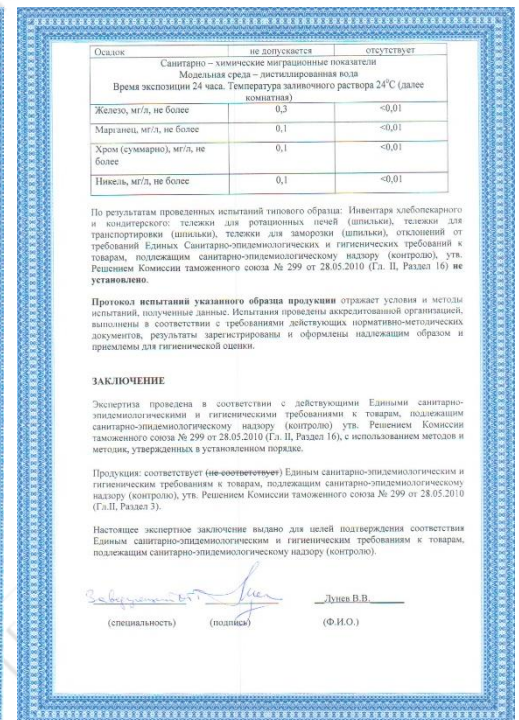 Осадок не допускается отсутствует
Санитарно – химические миграционные показатели
Модельная среда – дистиллированная вода
Время экспозиции 24 часа. Температура заливочного раствора 24°С (далее
комнатная)
Железо, мг/л, не более 0,3 <0,01
Марганец, мг/л, не более 0,1 <0,01
Хром (суммарно), мг/л, не 0,1 <0,01
более
Никель, мг/л, не более 0,1 <0,01
По результатам проведенных испытаний типового образца: Инвентаря хлебопекарного
и кондитерского: тележки для ротационных печей (шпильки), тележки для
транспортировки (шпильки), тележки для заморозки (шпильки), отклонений от
требований Единых Санитарно-эпидемиологических и гигиенических требований к
товарам, подлежащим санитарно-эпидемиологическому надзору (контролю), утв.
Решением Комиссии таможенного союза № 299 от 28.05.2010 (Гл. II, Раздел 16) не
установлено.
Протокол испытаний указанного образца продукции отражает условия и методы
испытаний, полученные данные. Испытания проведены аккредитованной организацией,
выполнены в соответствии с требованиями действующих нормативно-методических
документов, результаты зарегистрированы и оформлены надлежащим образом и
приемлемы для гигиенической оценки.
ЗАКЛЮЧЕНИЕ
Экспертиза проведена в соответствии с действующими Едиными санитарно-
эпидемиологическими и гигиеническими требованиями к товарам, подлежащим
санитарно-эпидемиологическому надзору (контролю) утв. Решением Комиссии
таможенного союза № 299 от 28.05.2010 (Гл. II, Раздел 16), с использованием методов и
методик, утвержденных в установленном порядке.
Продукция: соответствует (не соответствует) Единым санитарно-эпидемиологическим и
гигиеническим требованиям к товарам, подлежащим санитарно-эпидемиологическому
надзору (контролю), утв. Решением Комиссии таможенного союза № 299 от 28.05.2010
(Гл.II, Раздел 3).
Настоящее экспертное заключение выдано для целей подтверждения соответствия
Единым санитарно-эпидемиологическим и гигиеническим требованиям к товарам,
подлежащим санитарно-эпидемиологическому надзору (контролю).
Заведующий Лунев В.В.
(специальность) (подпись) (Ф.И.О.)